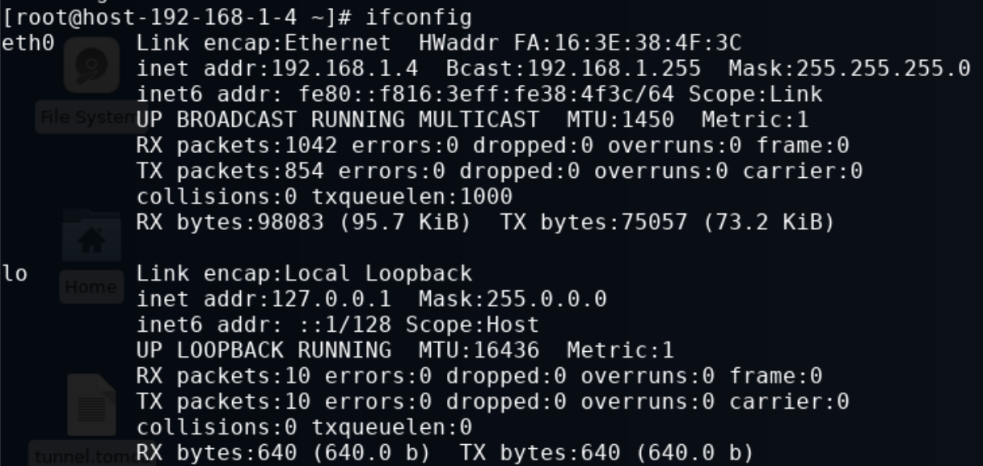 [root@host-192-168-1-4 ~]# ifconfig
eth0      Link encap:Ethernet  HWaddr FA:16:3E:38:4F:3C
          inet addr:192.168.1.4  Bcast:192.168.1.255  Mask:255.255.255.0
          inet6 addr: fe80::f816:3eff:fe38:4f3c/64 Scope:Link
File System
          UP BROADCAST RUNNING MULTICAST  MTU:1450  Metric:1
          RX packets:1042 errors:0 dropped:0 overruns:0 frame:0
          TX packets:854 errors:0 dropped:0 overruns:0 carrier:0
          collisions:0 txqueuelen:1000
          RX bytes:98083 (95.7 KiB)  TX bytes:75057 (73.2 KiB)
lo        Link encap:Local Loopback
Home
          inet addr:127.0.0.1  Mask:255.0.0.0
          inet6 addr: ::1/128 Scope:Host
          UP LOOPBACK RUNNING  MTU:16436  Metric:1
          RX packets:10 errors:0 dropped:0 overruns:0 frame:0
          TX packets:10 errors:0 dropped:0 overruns:0 carrier:0
          collisions:0 txqueuelen:0
          RX bytes:640 (640.0 b)  TX bytes:640 (640.0 b)